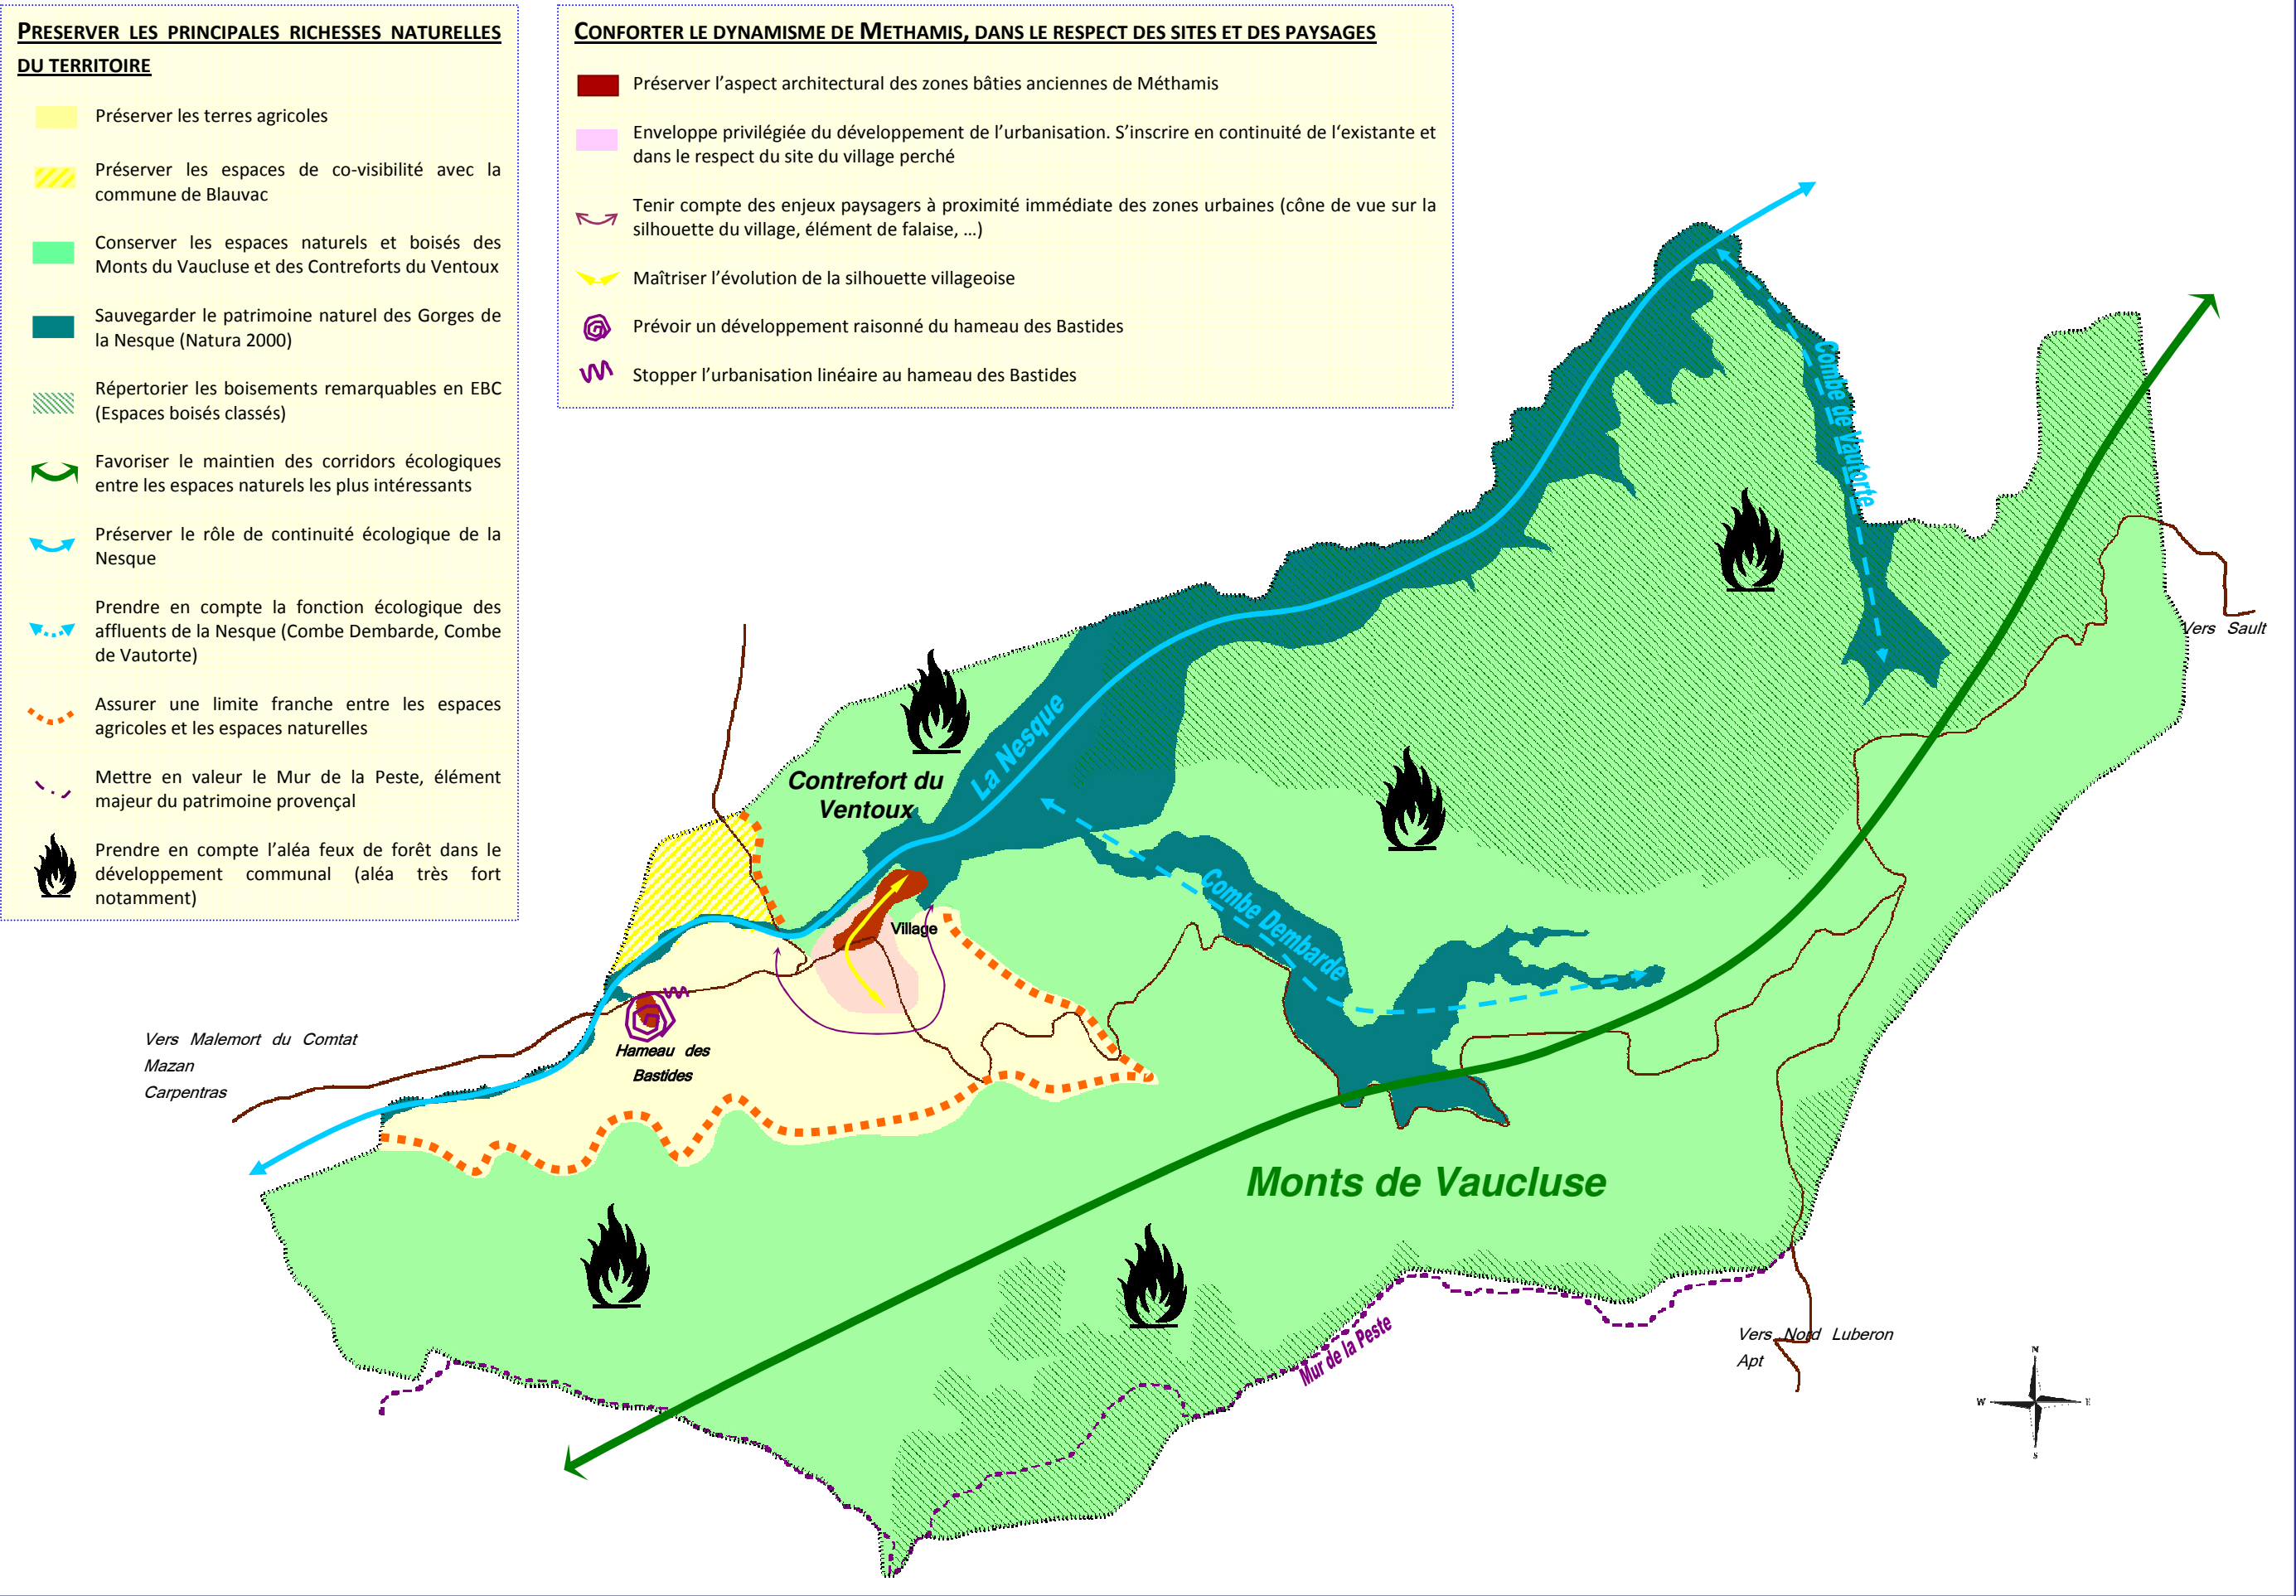 PRESERVER LES PRINCIPALES RICHESSES NATURELLES
DU TERRITOIRE
Préserver les terres agricoles
Préserver les espaces de co-visibilité avec la
commune de Blauvac
Conserver les espaces naturels et boisés des
Monts du Vaucluse et des Contreforts du Ventoux
Sauvegarder le patrimoine naturel des Gorges de
la Nesque (Natura 2000)
Répertorier les boisements remarquables en EBC
(Espaces boisés classés)
Favoriser le maintien des corridors écologiques
entre les espaces naturels les plus intéressants
Préserver le rôle de continuité écologique de la
Nesque
Prendre en compte la fonction écologique des
affluents de la Nesque (Combe Dembarde, Combe
de Vautorte)
Assurer une limite franche entre les espaces
agricoles et les espaces naturelles
Mettre en valeur le Mur de la Peste, élément
majeur du patrimoine provençal
Prendre en compte l'aléa feux de forêt dans le
développement communal (aléa très fort
notamment)
CONFORTER LE DYNAMISME DE METHAMIS, DANS LE RESPECT DES SITES ET DES PAYSAGES
Préserver l'aspect architectural des zones bâties anciennes de Méthamis
Enveloppe privilégiée du développement de l'urbanisation. S'inscrire en continuité de l'existante et
dans le respect du site du village perché
Tenir compte des enjeux paysagers à proximité immédiate des zones urbaines (cône de vue sur la
silhouette du village, élément de falaise, …)
Maîtriser l'évolution de la silhouette villageoise
Prévoir un développement raisonné du hameau des Bastides
Stopper l'urbanisation linéaire au hameau des Bastides
Combe de Vautorte
Vers Sault
La Nesque
Contrefort du
Ventoux
Combe Dembarde
Village
Hameau des
Bastides
Vers Malemort du Comtat
Mazan
Carpentras
Monts de Vaucluse
Mur de la Peste
Vers Nord Luberon
Apt
N
W
E
S